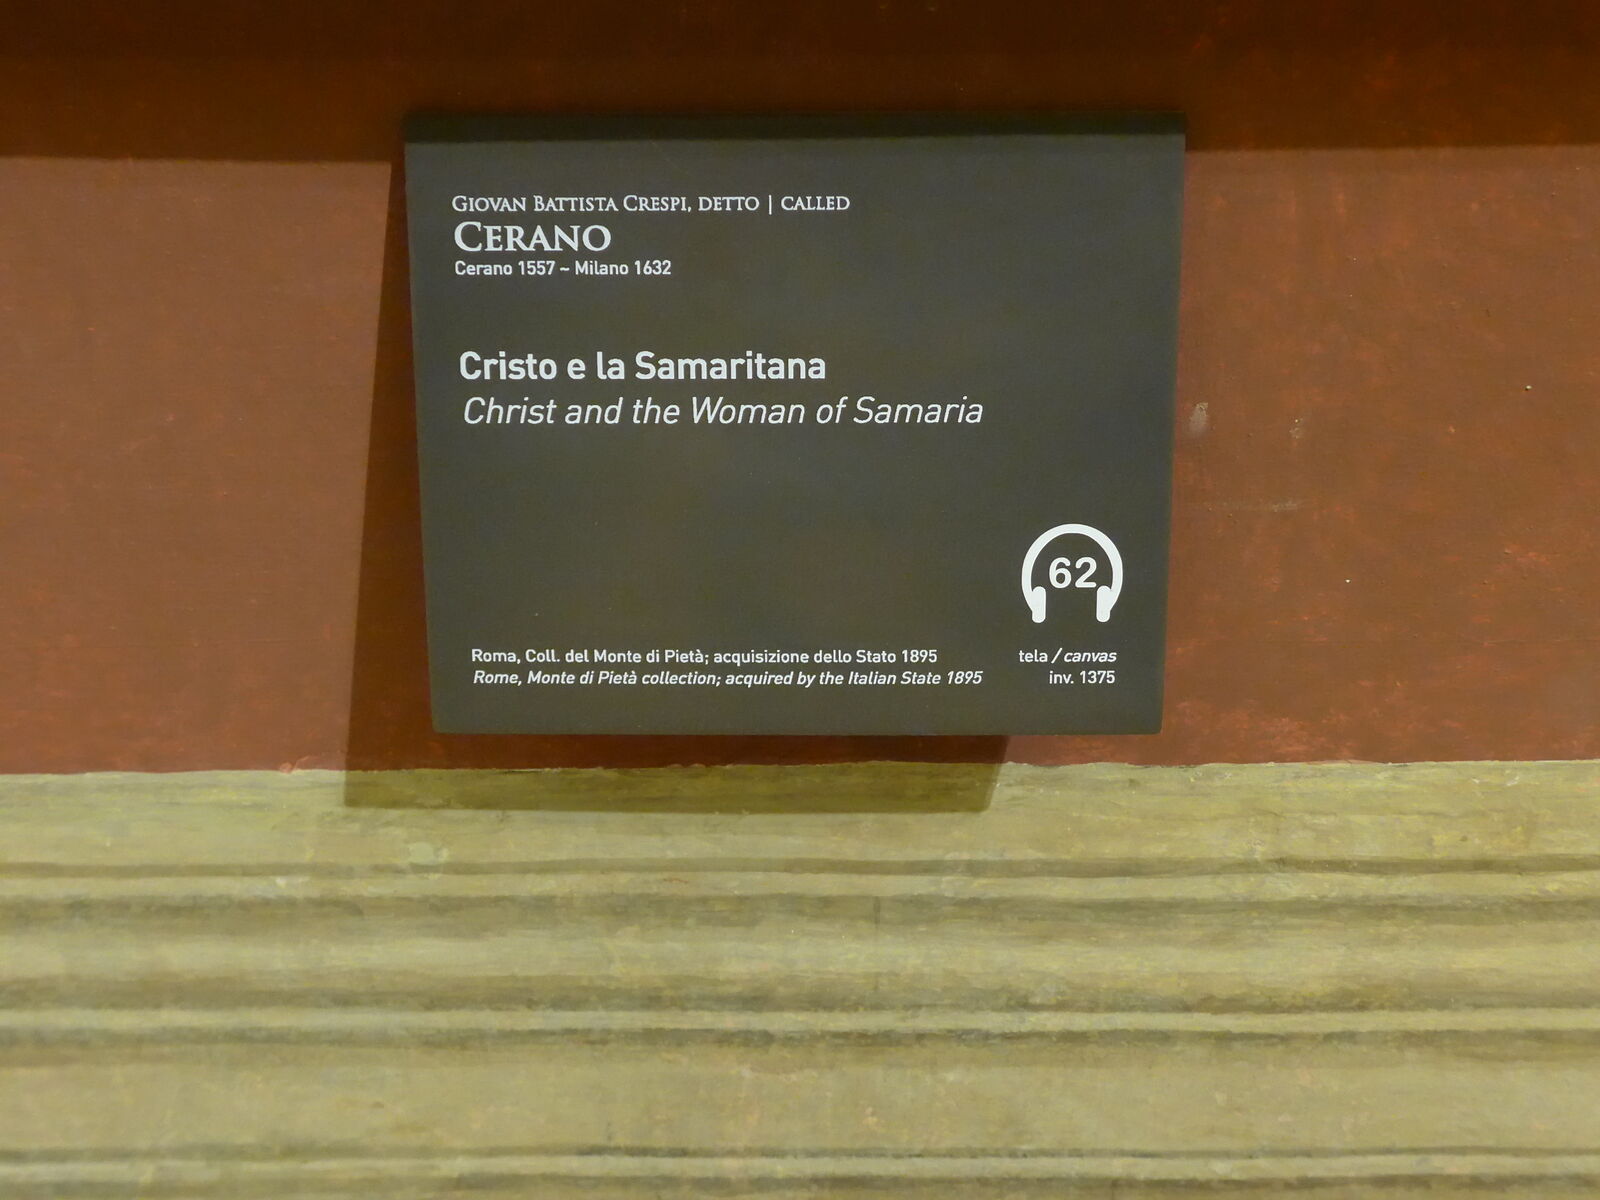 Giovan Battista Crespi, detto | called
Cerano
Cerano 1557 ~ Milano 1632
Cristo e la Samaritana
Christ and the Woman of Samaria
62
Roma, Coll. del Monte di Pietà; acquisizione dello Stato 1895
Rome, Monte di Pietà collection; acquired by the Italian State 1895
tela / canvas
inv. 1375